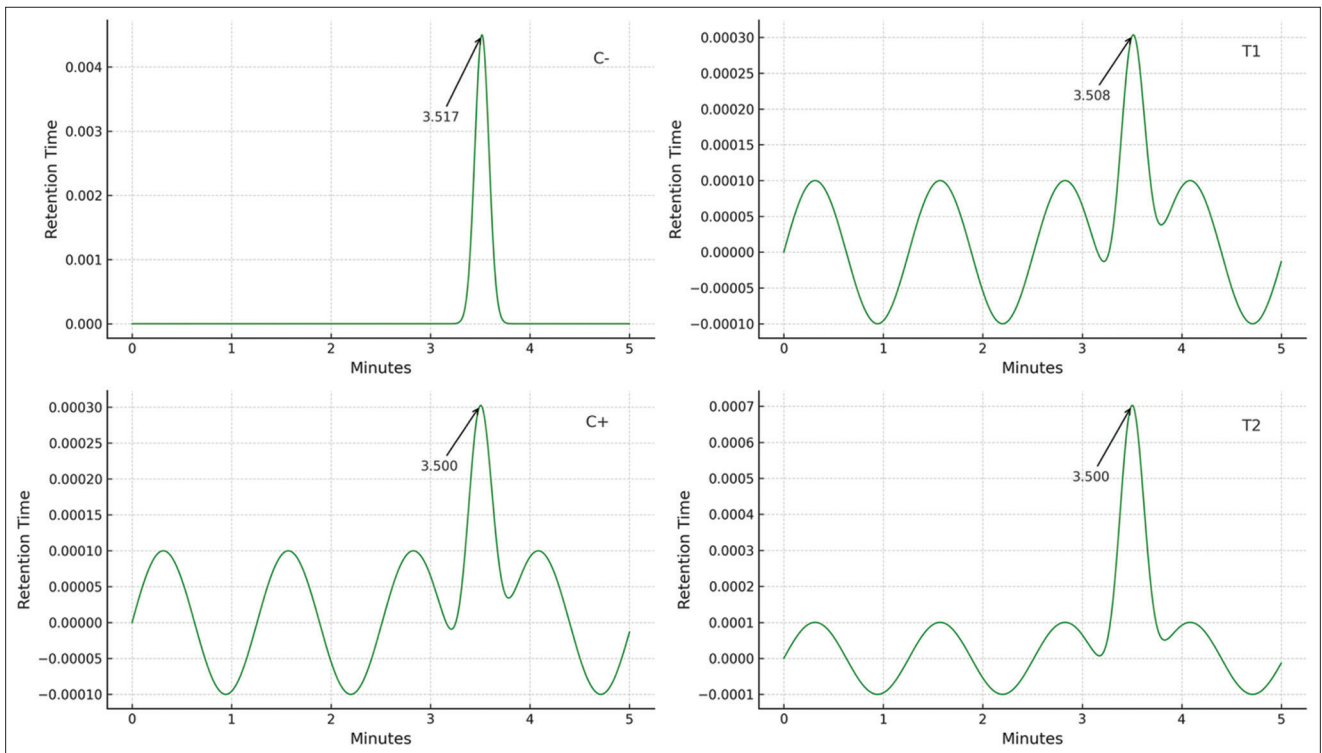 C-
0.004
3.517
0.003
0.002
0.001
0.000
Retention Time
0 1 2 3 4 5
Minutes
T1
0.00030
0.00025
3.508
0.00020
0.00015
0.00010
0.00005
0.00000
−0.00005
−0.00010
Retention Time
0 1 2 3 4 5
Minutes
C+
0.00030
0.00025
3.500
0.00020
0.00015
0.00010
0.00005
0.00000
−0.00005
−0.00010
Retention Time
0 1 2 3 4 5
Minutes
T2
0.0007
0.0006
3.500
0.0005
0.0004
0.0003
0.0002
0.0001
0.0000
−0.0001
Retention Time
0 1 2 3 4 5
Minutes